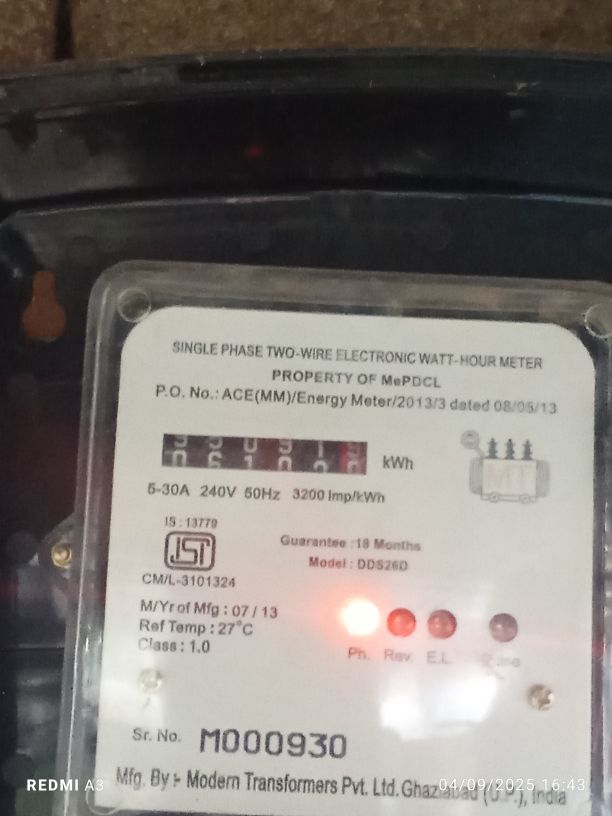 SINGLE PHASE TWO-WIRE ELECTRONIC WATT-HOUR METER
PROPERTY OF MePDCL
P.O. No.: ACE(MM)/Energy Meter/2013/3 dated 08/05/13
kWh
5-30A 240V 50Hz 3200 Imp/kWh
MT
IS : 13779
ISI
CM/L-3101324
Guarantee :18 Months
Model : DDS26D
M/Yr of Mfg : 07 / 13
Ref Temp : 27°C
Class : 1.0
Ph. Rev. E.L.
Sr. No. M000930
Mfg. By :- Modern Transformers Pvt. Ltd. Ghaziabad (U.P.), India
REDMI A3
04/09/2025 16:43